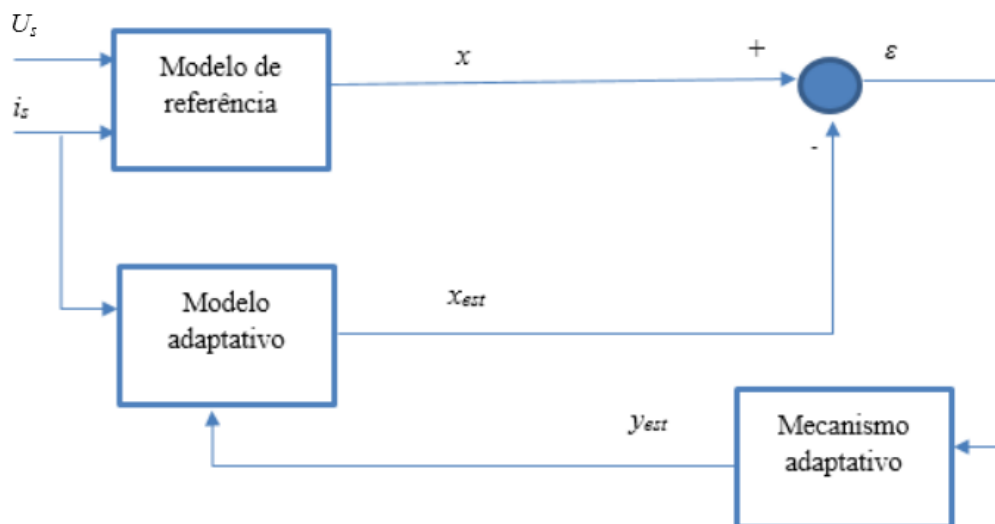 Us
is
Modelo de
referência
x
+
ε
-
Modelo
adaptativo
xest
yest
Mecanismo
adaptativo